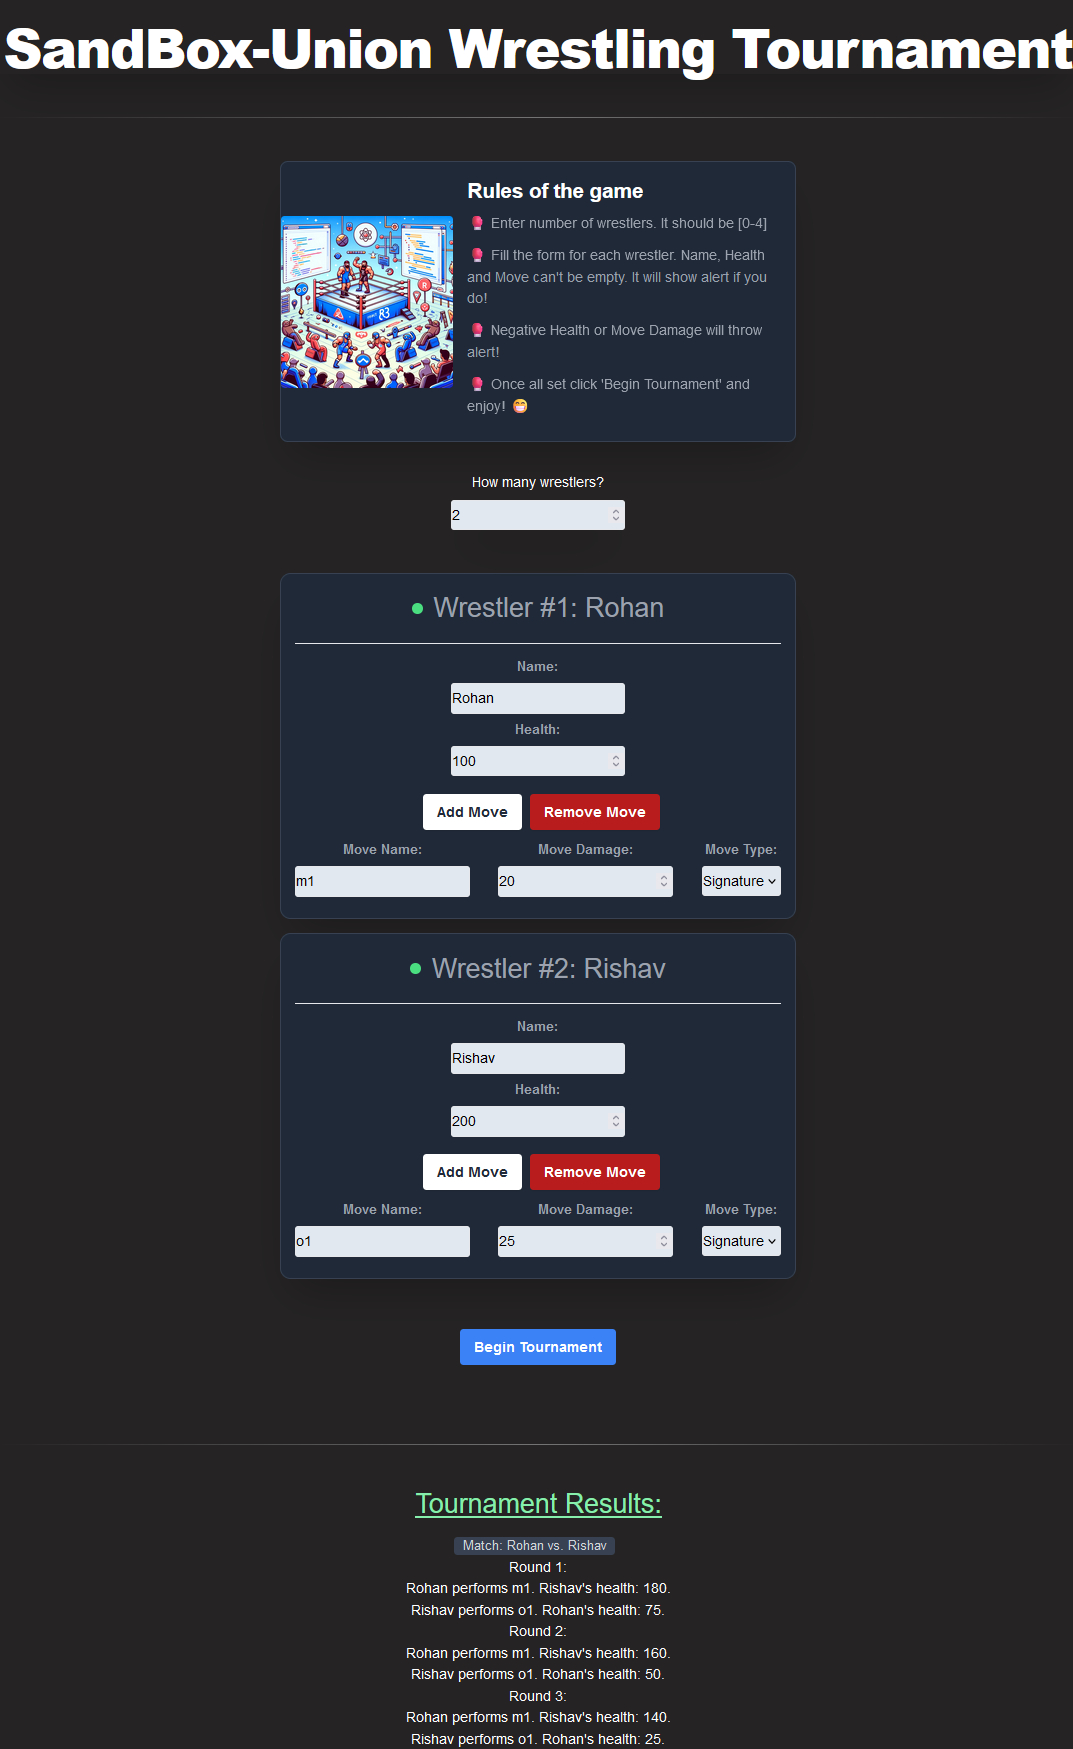 SandBox-Union Wrestling Tournament
Rules of the game
🥊 Enter number of wrestlers. It should be [0-4]
🥊 Fill the form for each wrestler. Name, Health
and Move can't be empty. It will show alert if you
do!
🥊 Negative Health or Move Damage will throw
alert!
🥊 Once all set click 'Begin Tournament' and
enjoy! 😁
How many wrestlers?
2
Wrestler #1: Rohan
Name:
Rohan
Health:
100
Add Move Remove Move
Move Name: Move Damage: Move Type:
m1 20 Signature
Wrestler #2: Rishav
Name:
Rishav
Health:
200
Add Move Remove Move
Move Name: Move Damage: Move Type:
o1 25 Signature
Begin Tournament
Tournament Results:
Match: Rohan vs. Rishav
Round 1:
Rohan performs m1. Rishav's health: 180.
Rishav performs o1. Rohan's health: 75.
Round 2:
Rohan performs m1. Rishav's health: 160.
Rishav performs o1. Rohan's health: 50.
Round 3:
Rohan performs m1. Rishav's health: 140.
Rishav performs o1. Rohan's health: 25.